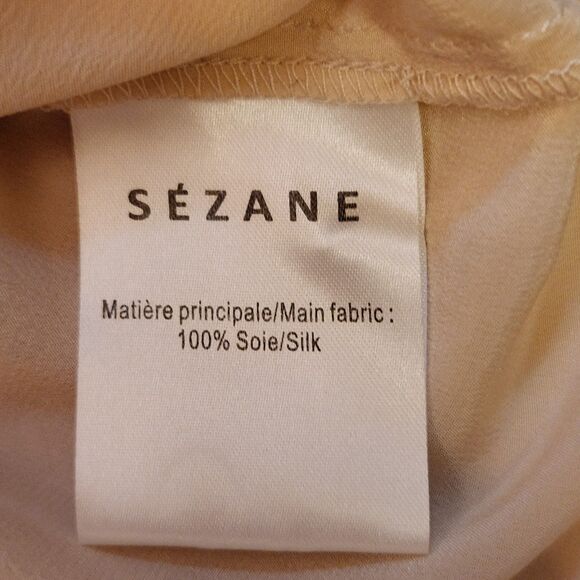 SÉZANE
Matière principale/Main fabric :
100% Soie/Silk